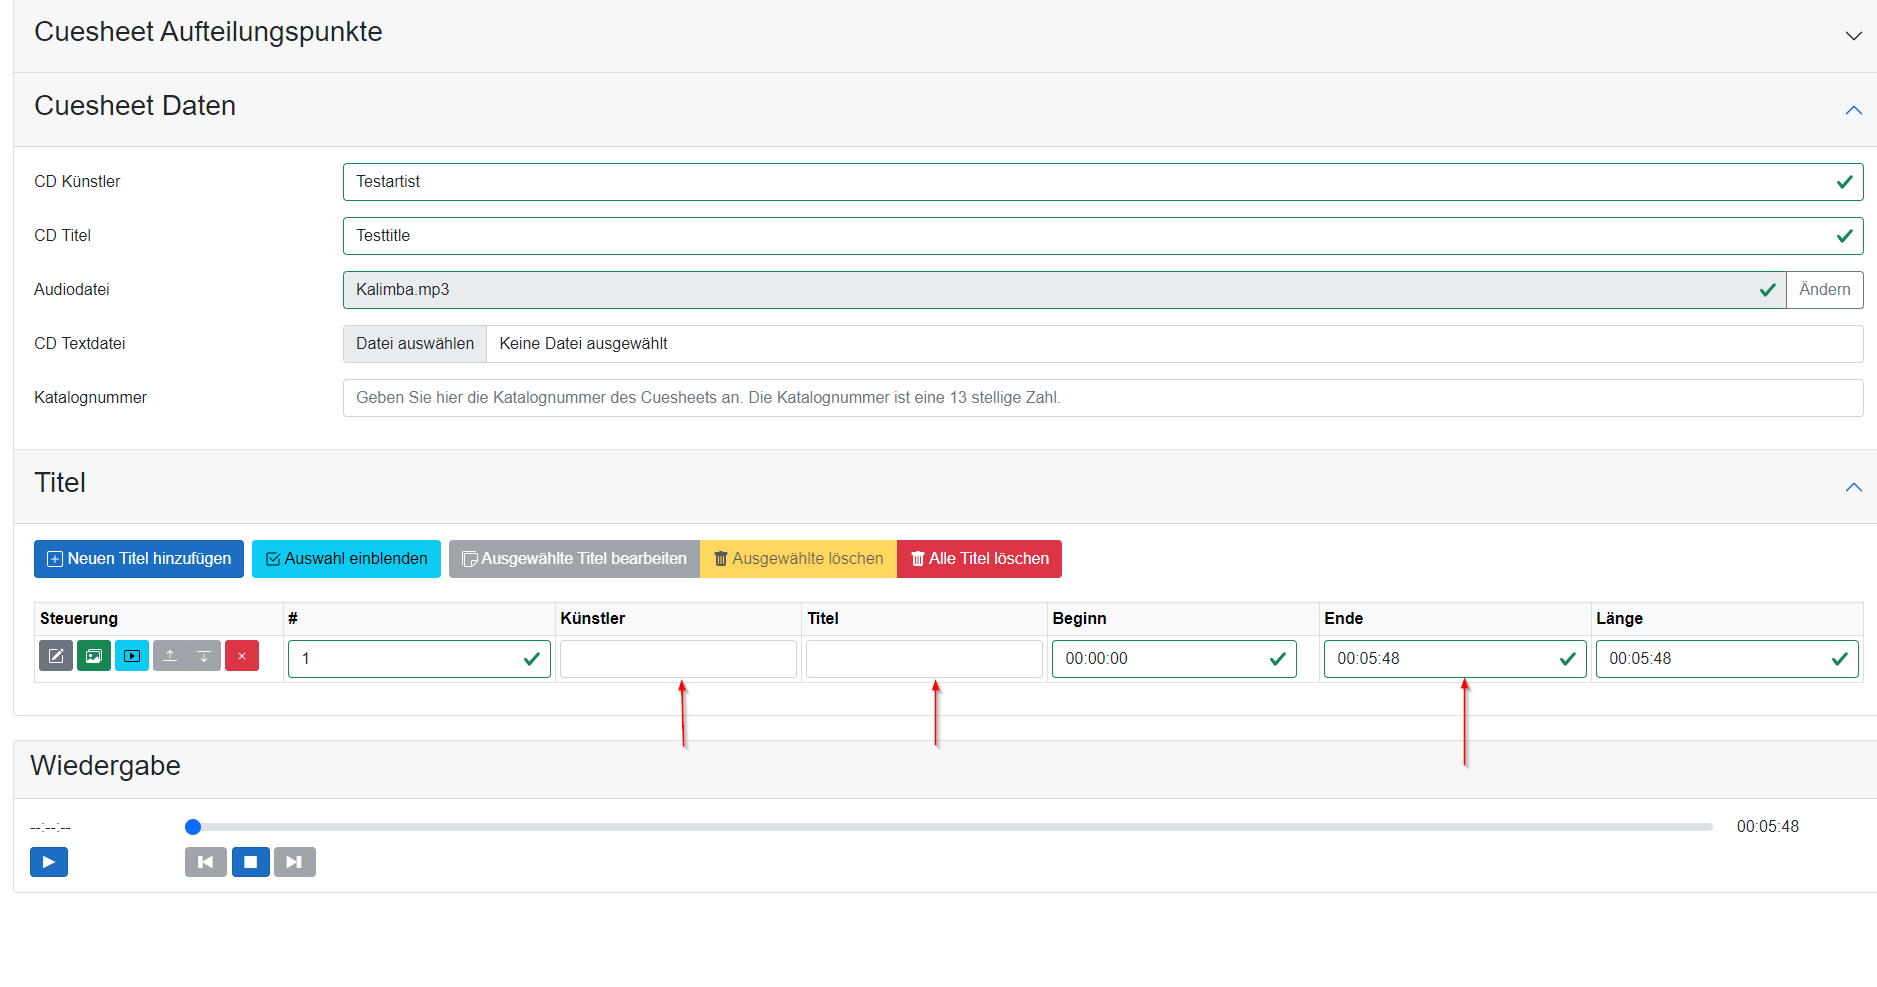 Cuesheet Aufteilungspunkte
Cuesheet Daten
CD Künstler Testartist
CD Titel Testtitle
Audiodatei Kalimba.mp3 Ändern
CD Textdatei Datei auswählen Keine Datei ausgewählt
Katalognummer Geben Sie hier die Katalognummer des Cuesheets an. Die Katalognummer ist eine 13 stellige Zahl.
Titel
Neuen Titel hinzufügen Auswahl einblenden Ausgewählte Titel bearbeiten Ausgewählte löschen Alle Titel löschen
Steuerung # Künstler Titel Beginn Ende Länge
1 00:00:00 00:05:48 00:05:48
Wiedergabe
--:--:-- 00:05:48